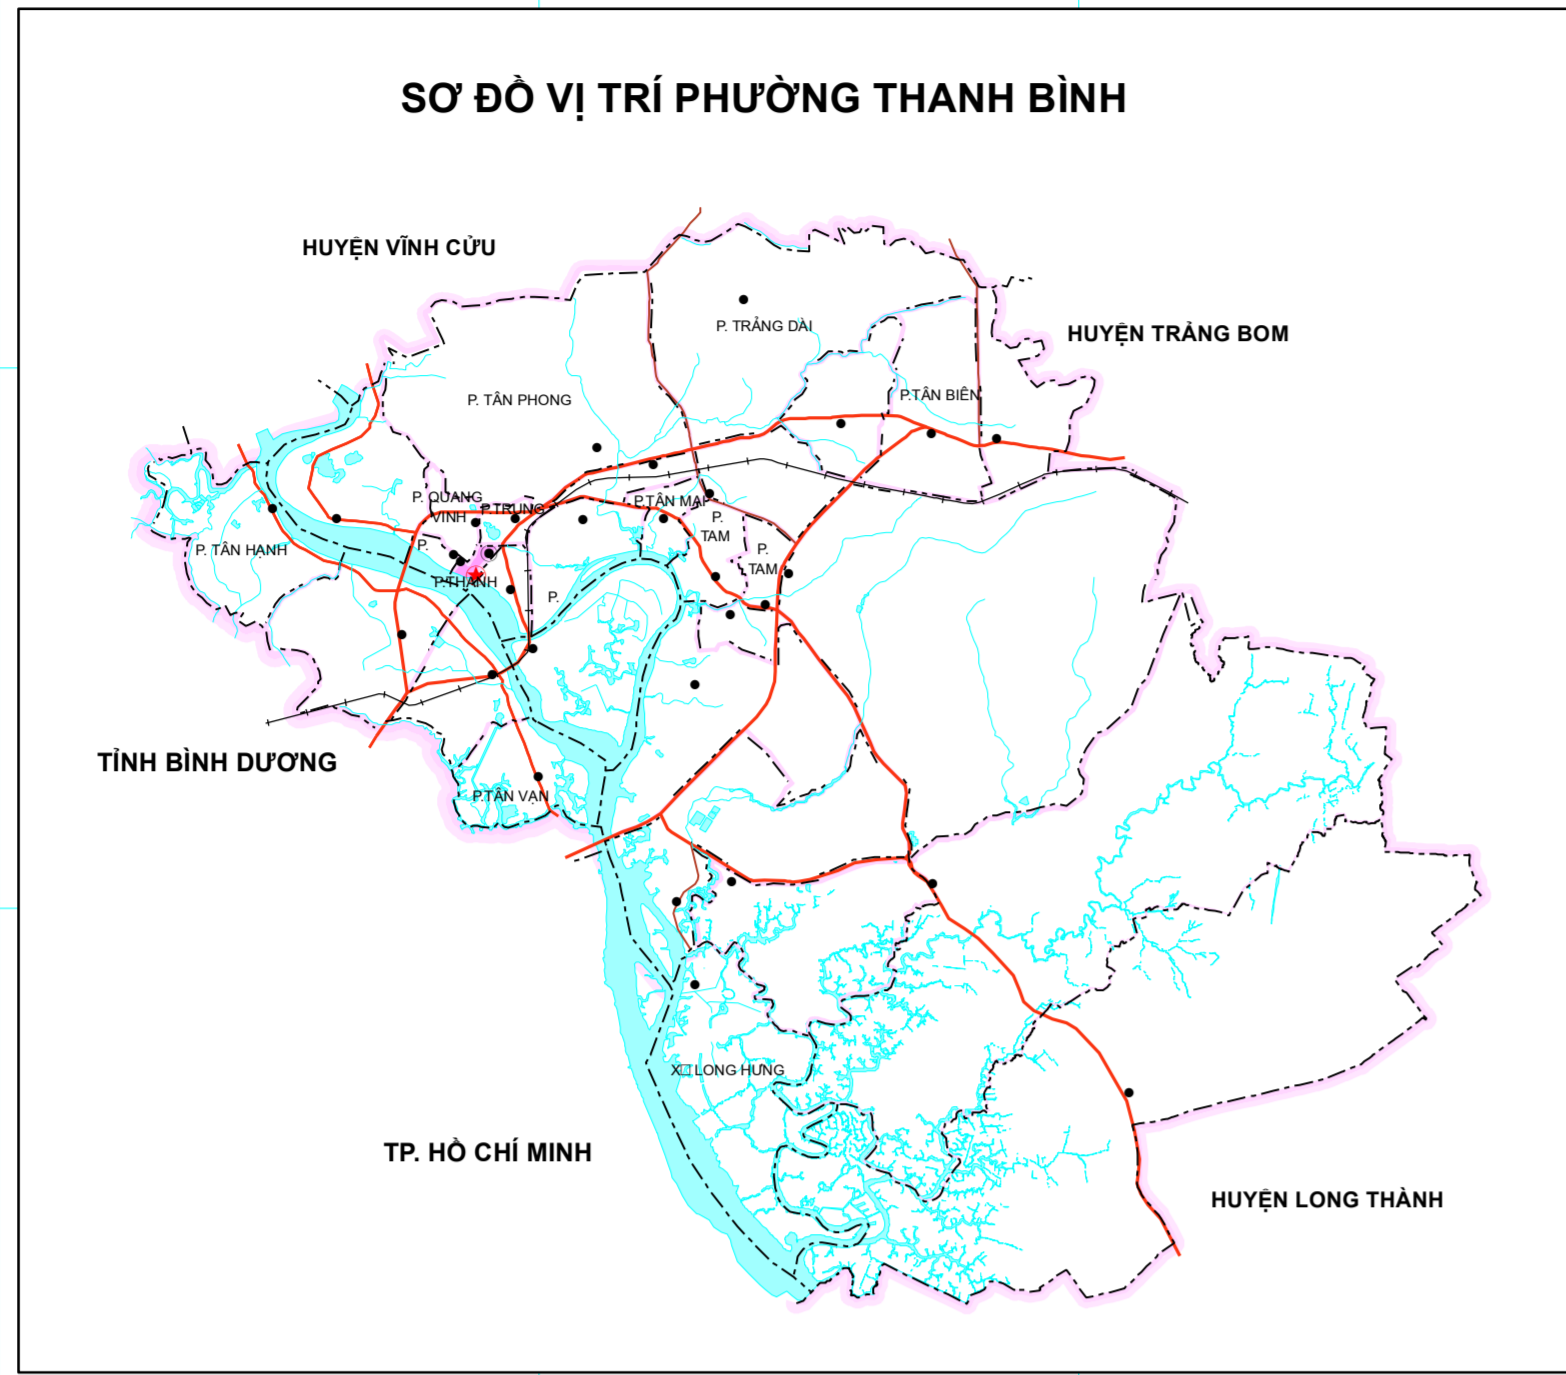 SƠ ĐỒ VỊ TRÍ PHƯỜNG THANH BÌNH
HUYỆN VĨNH CỬU
P. TRẢNG DÀI
HUYỆN TRẢNG BOM
P. TÂN PHONG
P.TÂN BIÊN
P. QUANG
VINH
P.TRUNG
P.TÂN MAI
P.
TAM
P. TÂN HẠNH
P.
P.
TAM
P.THANH
P.
TỈNH BÌNH DƯƠNG
P.TÂN VẠN
X LONG HƯNG
TP. HỒ CHÍ MINH
HUYỆN LONG THÀNH